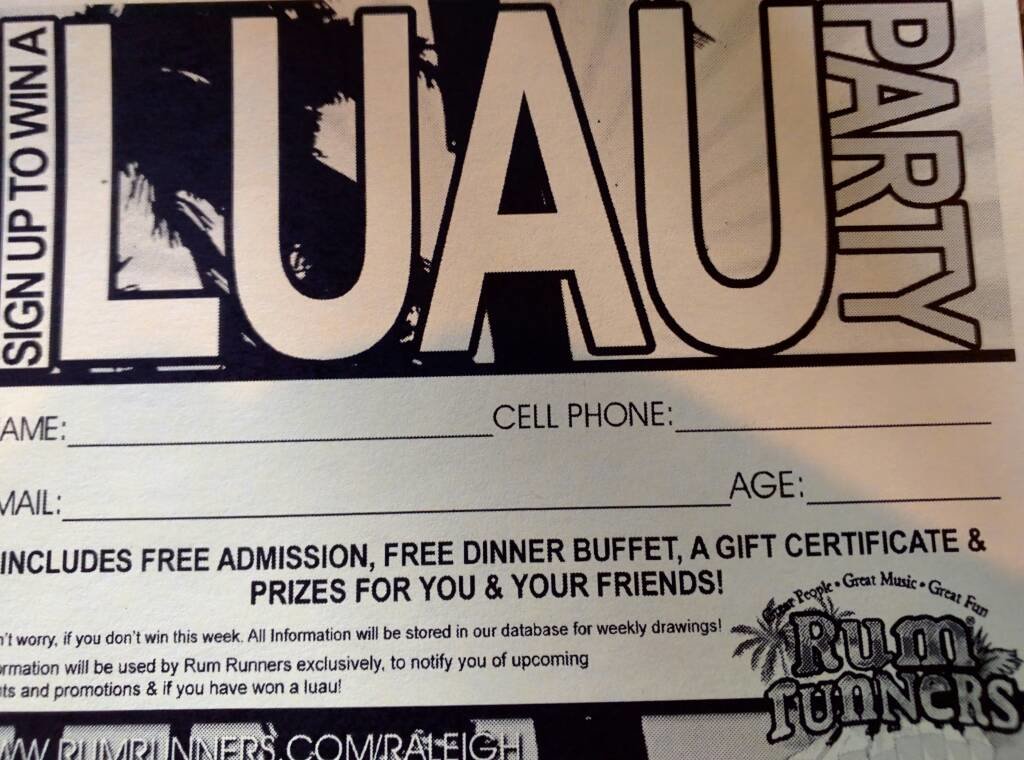 SIGN UP TO WIN A
LUAU
PARTY
AME:
CELL PHONE:
MAIL:
AGE:
INCLUDES FREE ADMISSION, FREE DINNER BUFFET, A GIFT CERTIFICATE &
PRIZES FOR YOU & YOUR FRIENDS!
n't worry, if you don't win this week. All Information will be stored in our database for weekly drawings!
rmation will be used by Rum Runners exclusively, to notify you of upcoming
ts and promotions & if you have won a luau!
Great People • Great Music • Great Fun
Rum
runners
WW.RUMRUNNERS.COM/RALEIGH